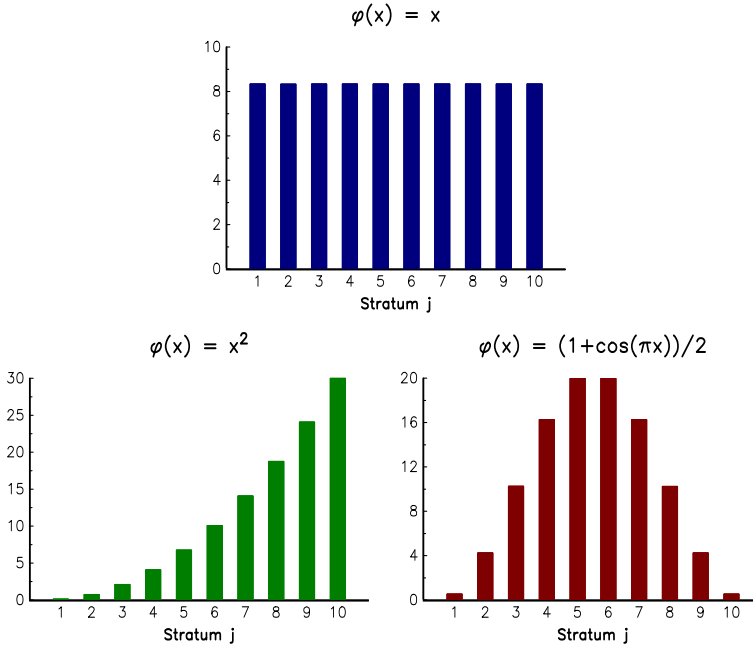 φ(x) = x
10
8
6
4
2
0
1 2 3 4 5 6 7 8 9 10
Stratum j
φ(x) = x²
30
25
20
15
10
5
0
1 2 3 4 5 6 7 8 9 10
Stratum j
φ(x) = (1+cos(πx))/2
20
16
12
8
4
0
1 2 3 4 5 6 7 8 9 10
Stratum j